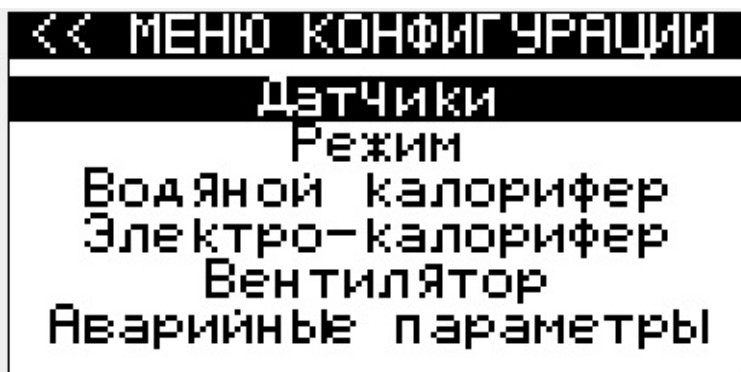 << МЕНЮ КОНФИГУРАЦИИ
Датчики
Режим
Водяной калорифер
Электро-калорифер
Вентилятор
Аварийные параметры